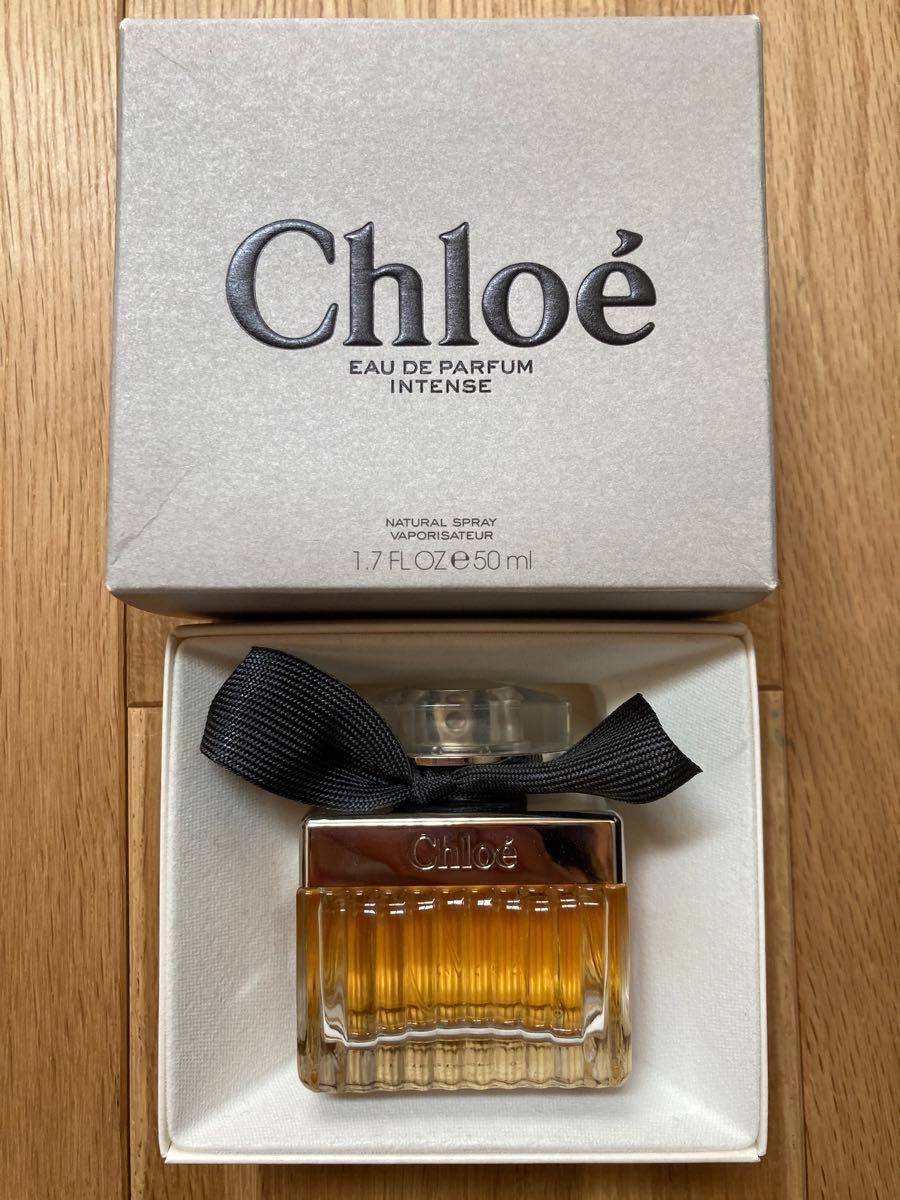 Chloé
EAU DE PARFUM
INTENSE
NATURAL SPRAY
VAPORISATEUR
1.7 FL OZ ℮ 50 ml
Chloé